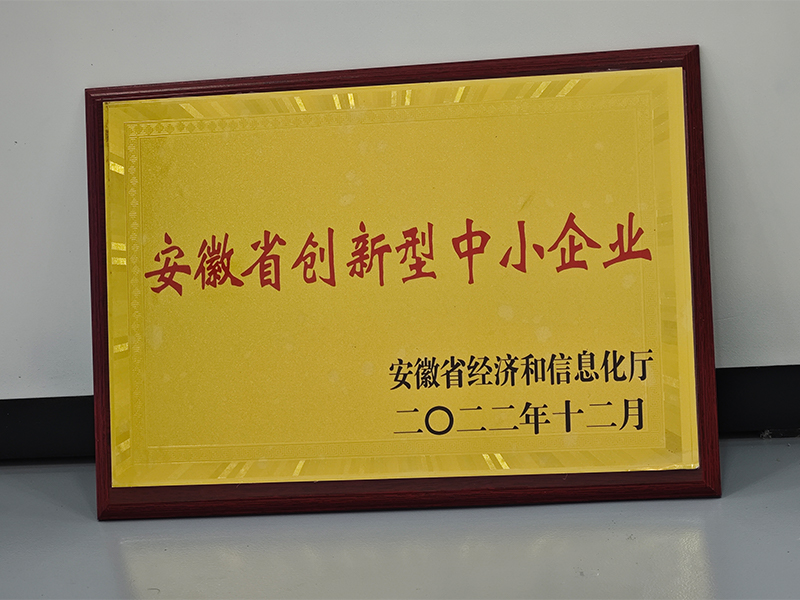 安徽省创新型中小企业
安徽省经济和信息化厅
二〇二二年十二月